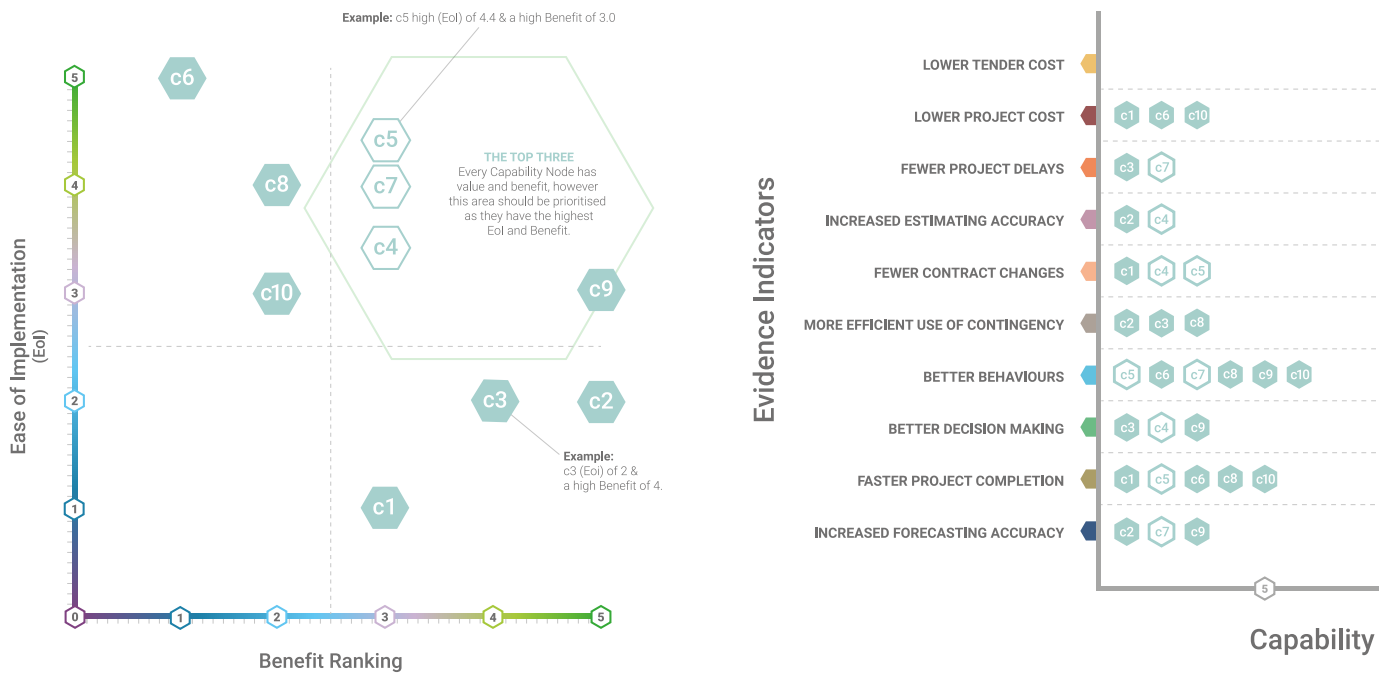 Example: c5 high (EoI) of 4.4 & a high Benefit of 3.0
Ease of Implementation
(EoI)
5
4
3
2
1
0
1
2
3
4
5
Benefit Ranking
c6
c5
c8
c7
c4
c10
c9
c3
c2
c1
THE TOP THREE
Every Capability Node has
value and benefit, however
this area should be prioritised
as they have the highest
EoI and Benefit.
Example:
c3 (Eoi) of 2 &
a high Benefit of 4.
Evidence Indicators
LOWER TENDER COST
LOWER PROJECT COST c1 c6 c10
FEWER PROJECT DELAYS c3 c7
INCREASED ESTIMATING ACCURACY c2 c4
FEWER CONTRACT CHANGES c1 c4 c5
MORE EFFICIENT USE OF CONTINGENCY c2 c3 c8
BETTER BEHAVIOURS c5 c6 c7 c8 c9 c10
BETTER DECISION MAKING c3 c4 c9
FASTER PROJECT COMPLETION c1 c5 c6 c8 c10
INCREASED FORECASTING ACCURACY c2 c7 c9
5
Capability